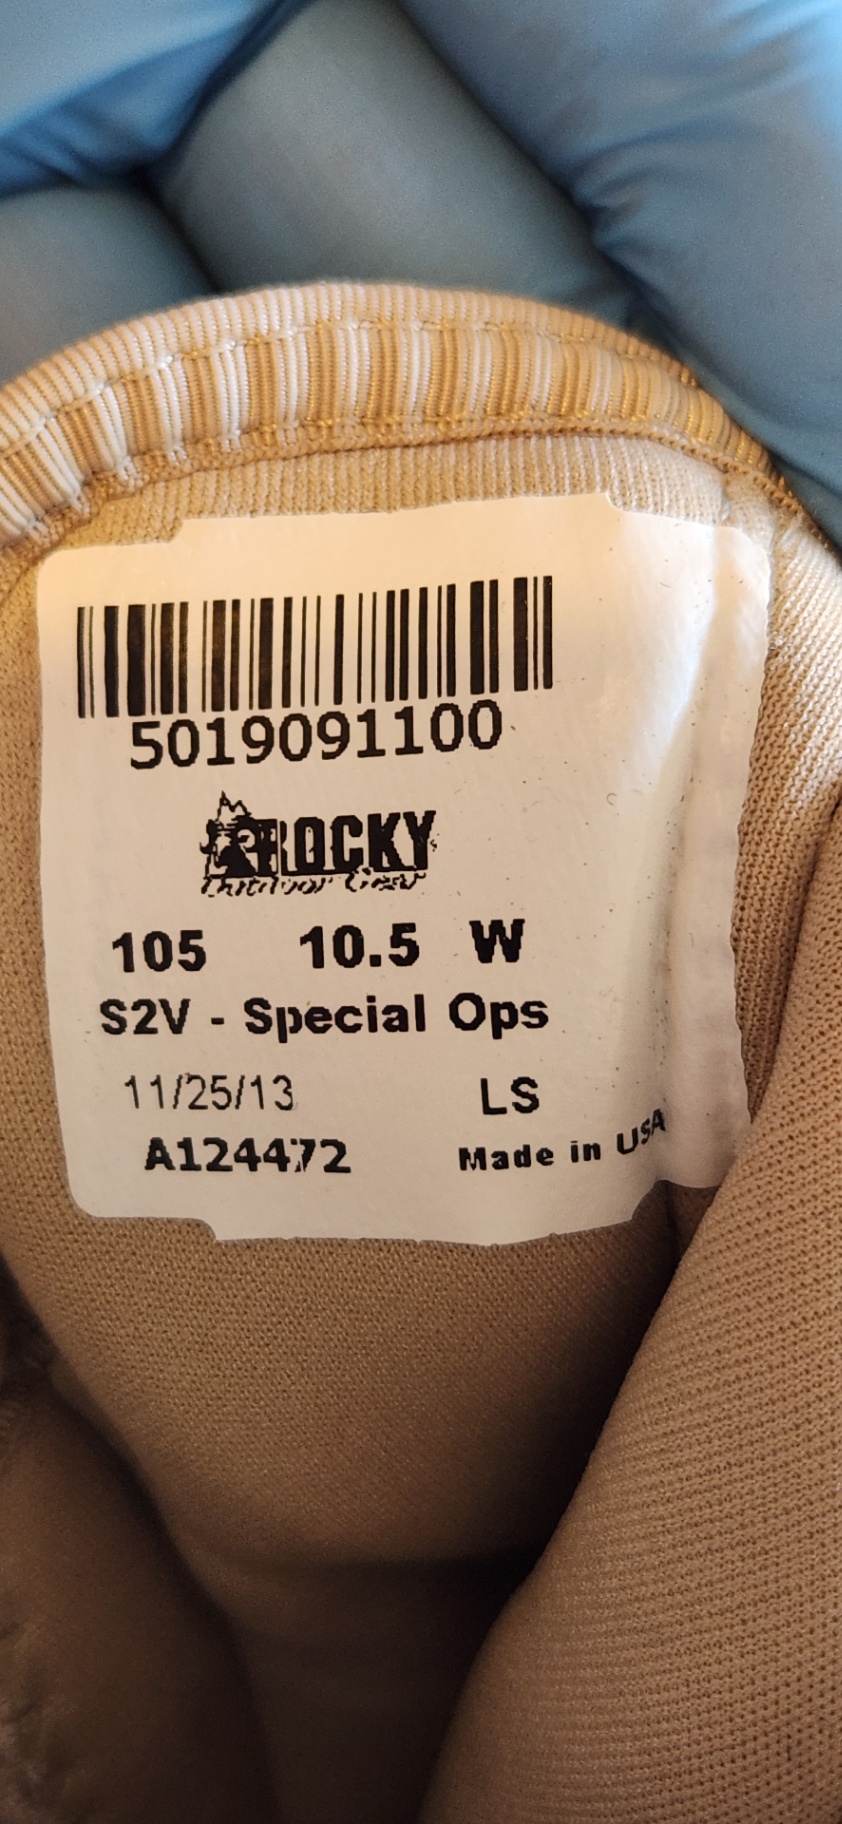 5019091100
ROCKY
Outdoor Gear
105 10.5 W
S2V - Special Ops
11/25/13 LS
A124472 Made in USA